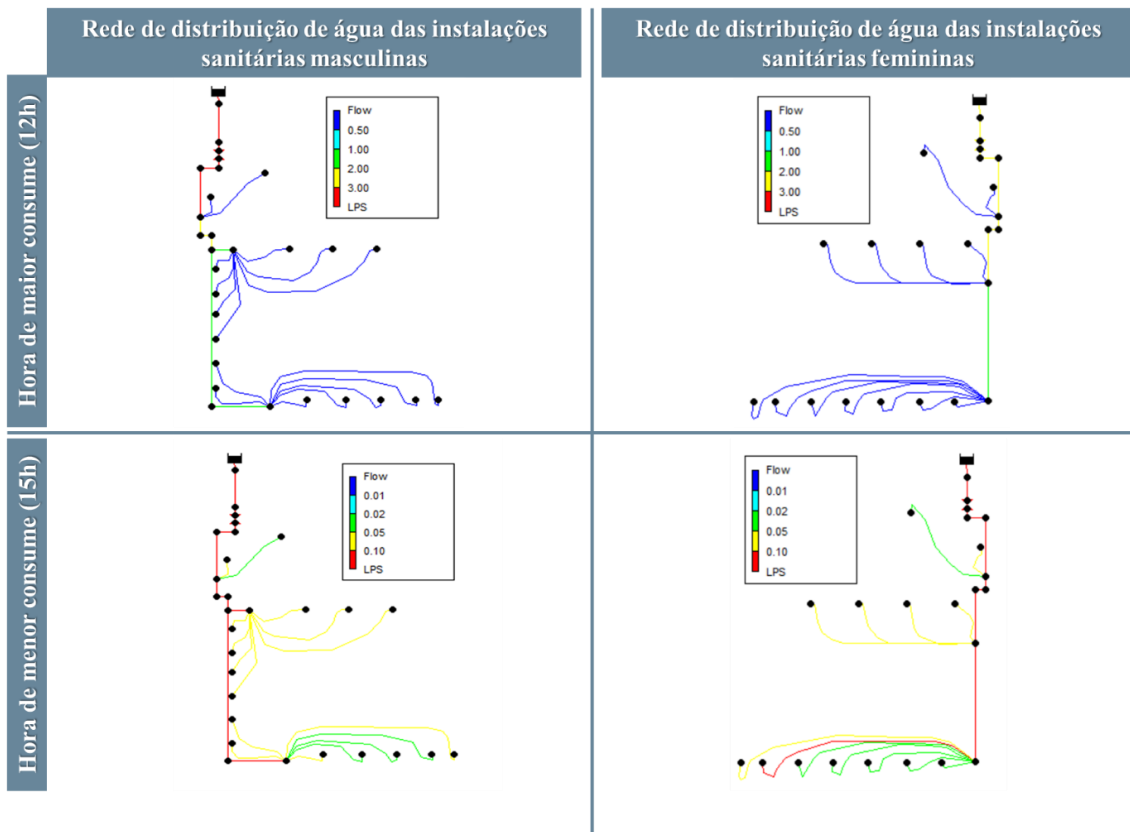 Rede de distribuição de água das instalações
sanitárias masculinas
Rede de distribuição de água das instalações
sanitárias femininas
Hora de maior consume (12h)
Flow
0.50
1.00
2.00
3.00
LPS
Flow
0.50
1.00
2.00
3.00
LPS
Hora de menor consume (15h)
Flow
0.01
0.02
0.05
0.10
LPS
Flow
0.01
0.02
0.05
0.10
LPS